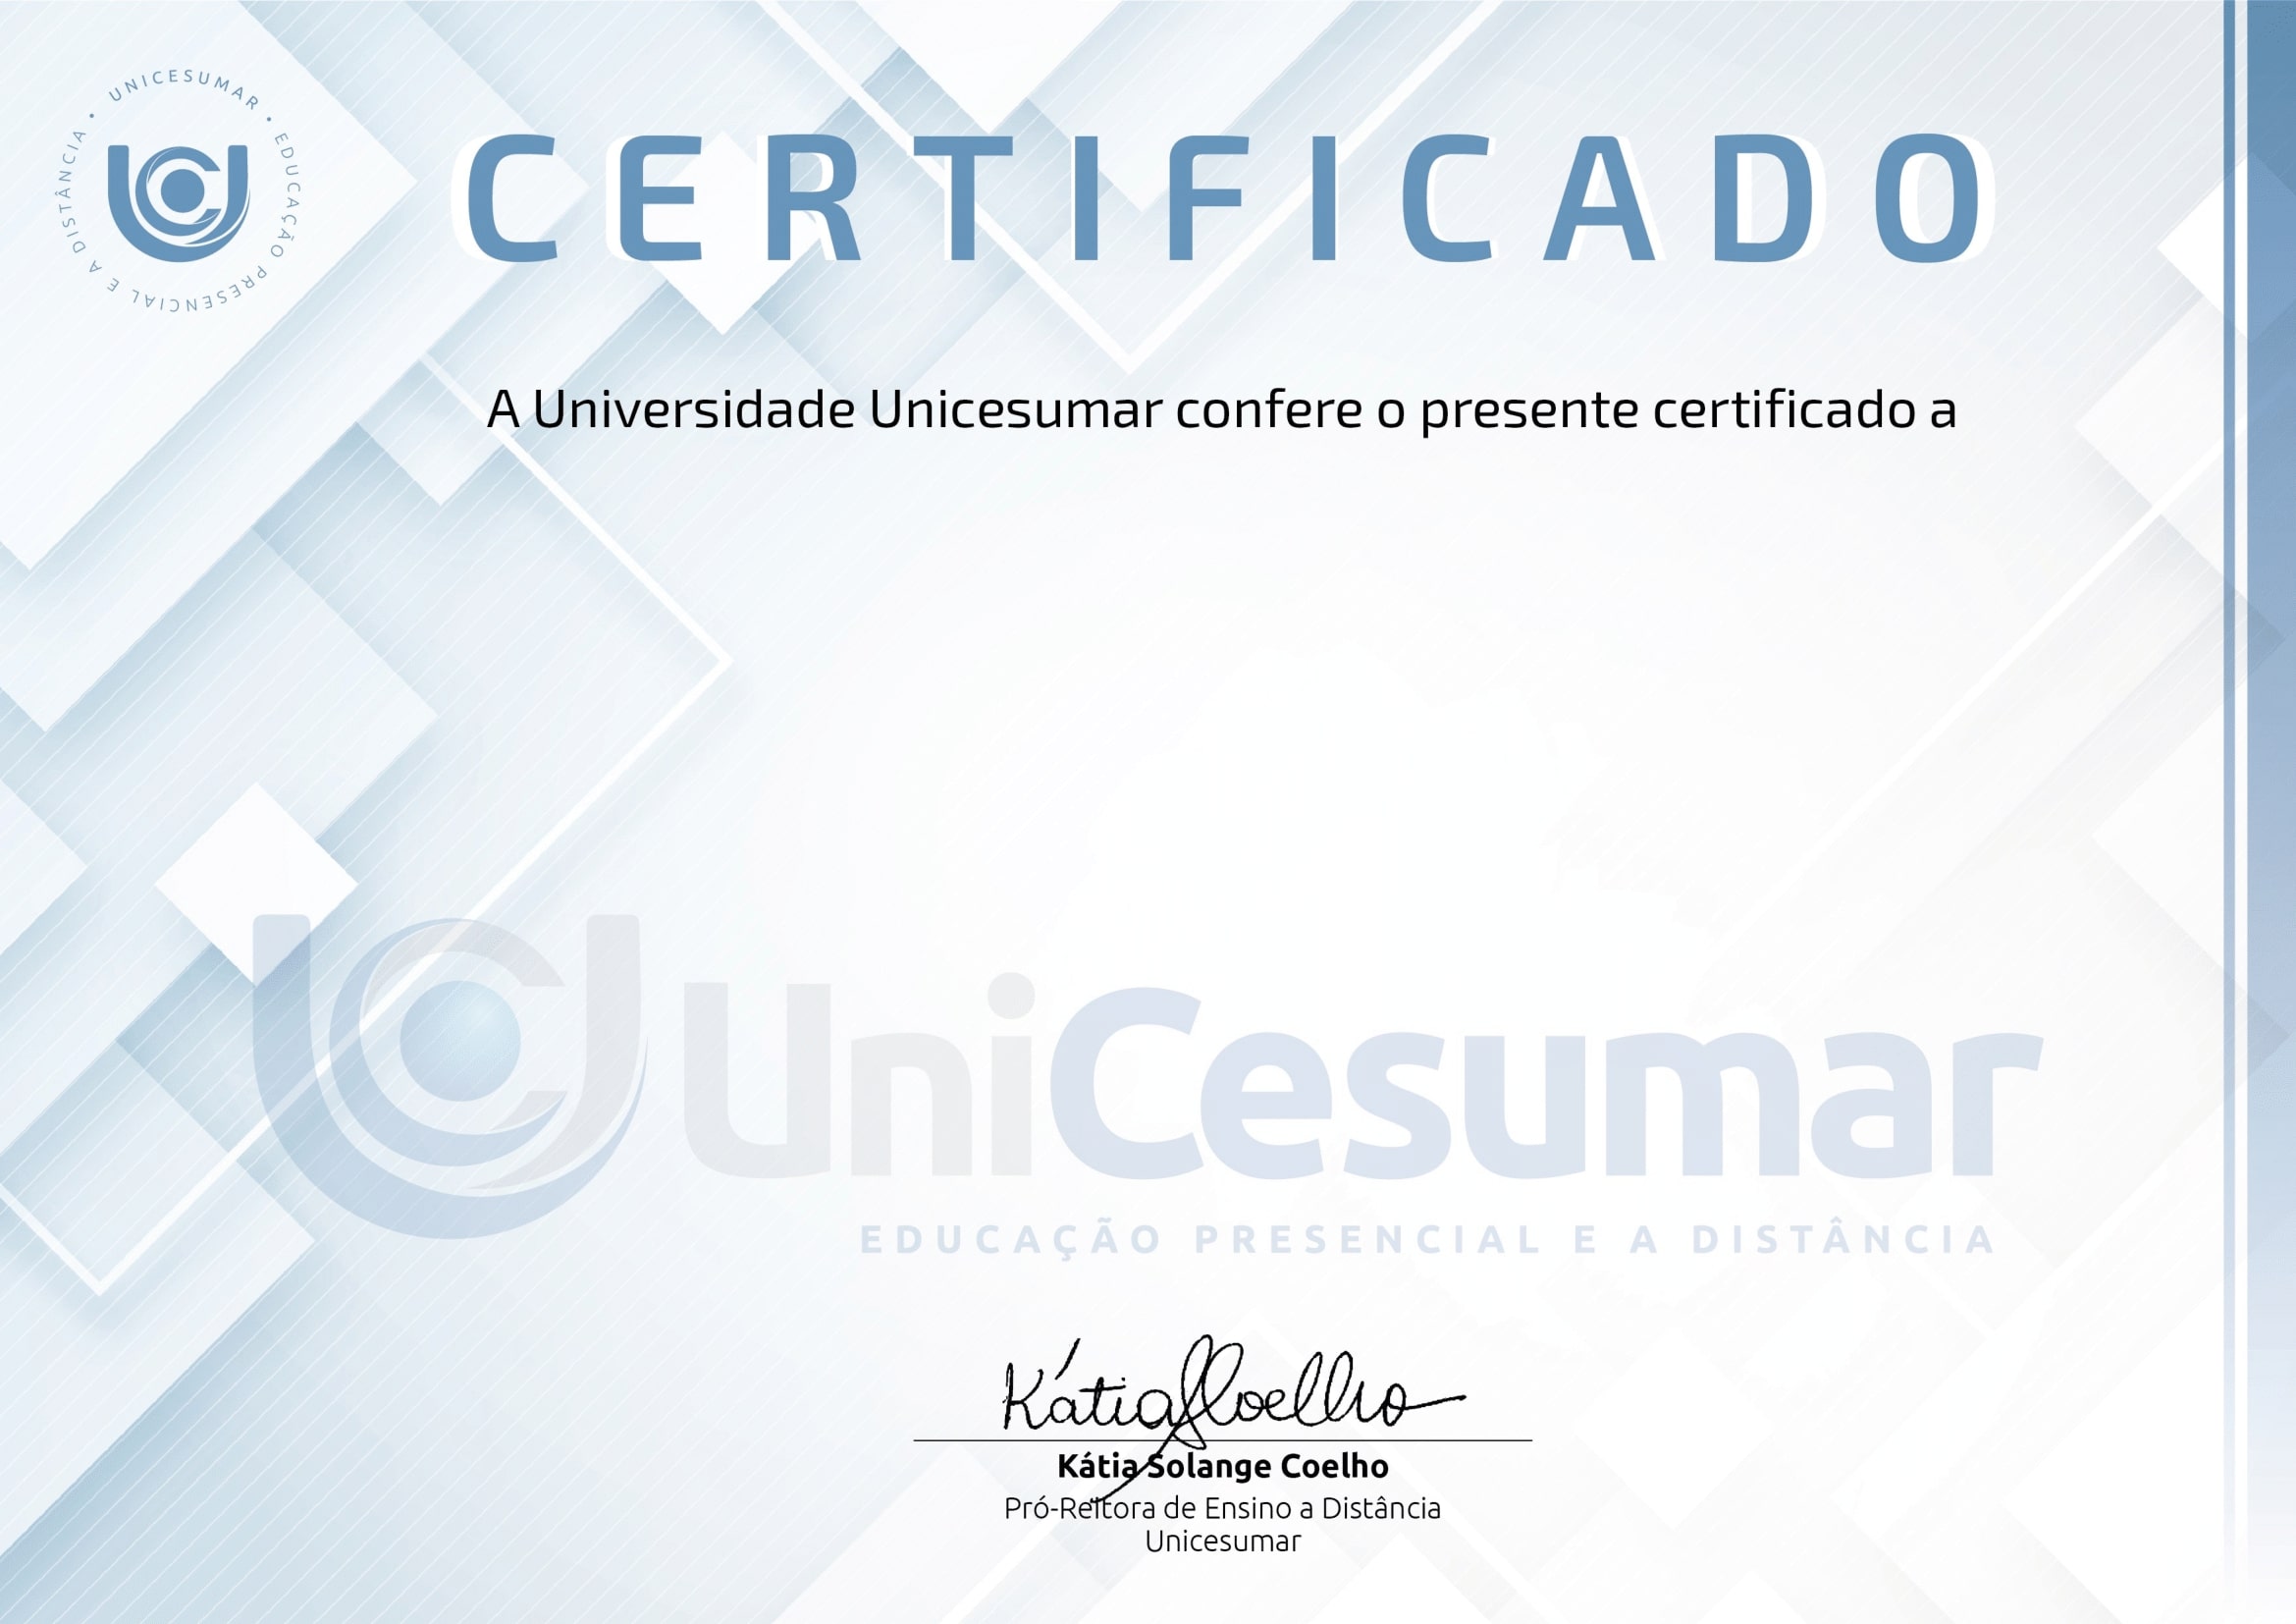 • UNICESUMAR • EDUCAÇÃO PRESENCIAL E A DISTÂNCIA
CERTIFICADO
A Universidade Unicesumar confere o presente certificado a
UniCesumar
EDUCAÇÃO PRESENCIAL E A DISTÂNCIA
Kátia S Coelho
Kátia Solange Coelho
Pró-Reitora de Ensino a Distância
Unicesumar